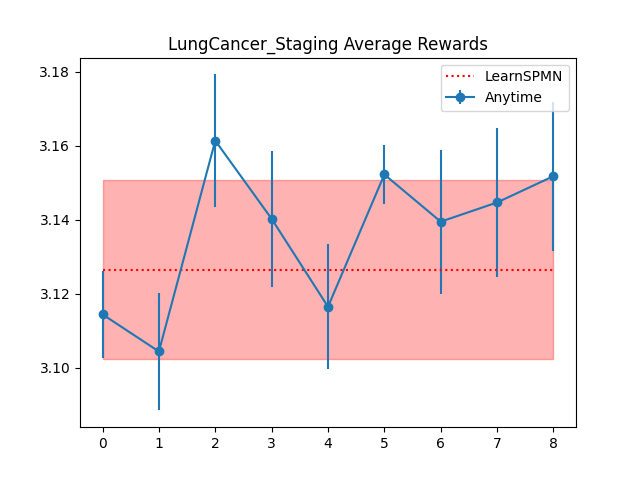 LungCancer_Staging Average Rewards
3.18
3.16
3.14
3.12
3.10
LearnSPMN
Anytime
0 1 2 3 4 5 6 7 8